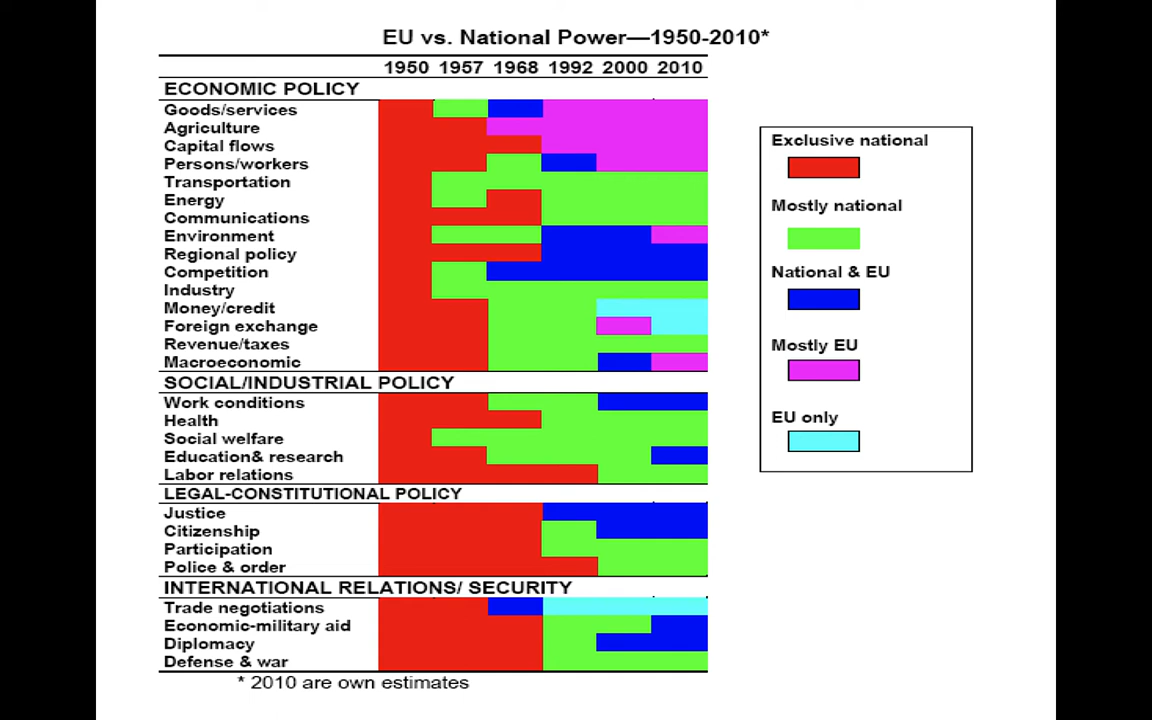 EU vs. National Power—1950-2010*
1950 1957 1968 1992 2000 2010
ECONOMIC POLICY
Goods/services
Agriculture
Capital flows
Persons/workers
Transportation
Energy
Communications
Environment
Regional policy
Competition
Industry
Money/credit
Foreign exchange
Revenue/taxes
Macroeconomic
SOCIAL/INDUSTRIAL POLICY
Work conditions
Health
Social welfare
Education& research
Labor relations
LEGAL-CONSTITUTIONAL POLICY
Justice
Citizenship
Participation
Police & order
INTERNATIONAL RELATIONS/ SECURITY
Trade negotiations
Economic-military aid
Diplomacy
Defense & war
* 2010 are own estimates
Exclusive national
Mostly national
National & EU
Mostly EU
EU only